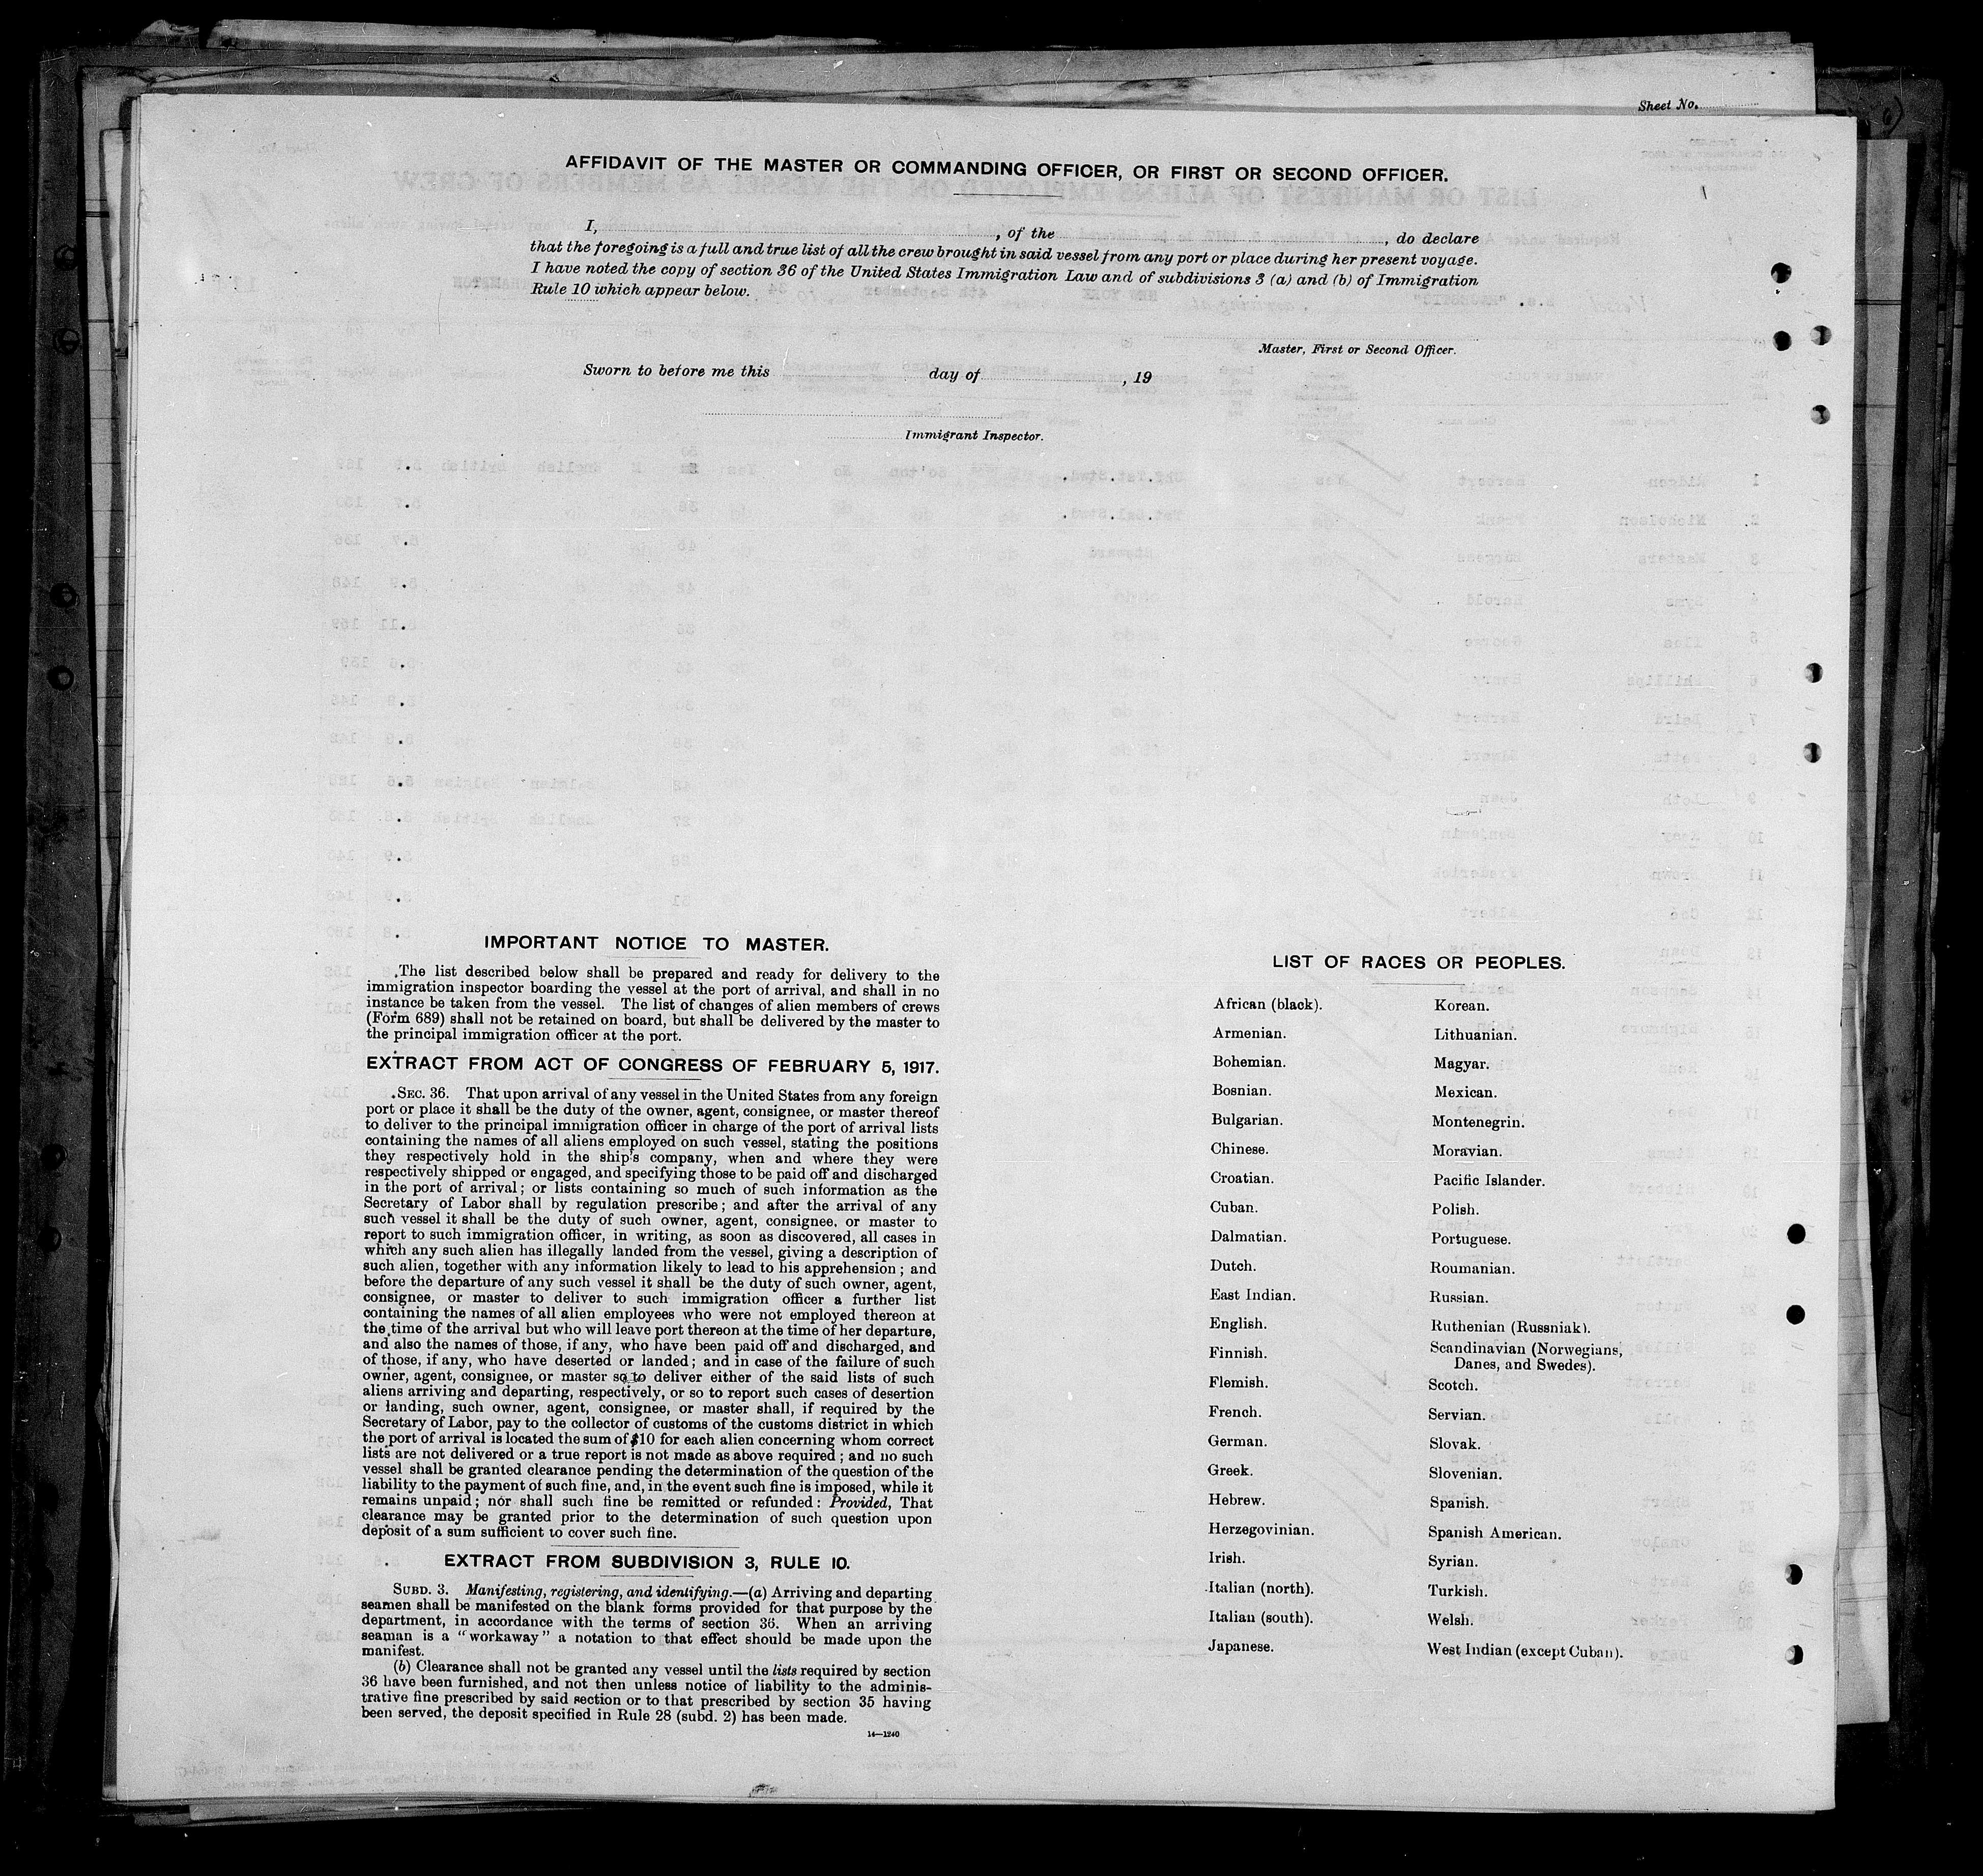 Sheet No.
AFFIDAVIT OF THE MASTER OR COMMANDING OFFICER, OR FIRST OR SECOND OFFICER.
I, , of the , do declare
that the foregoing is a full and true list of all the crew brought in said vessel from any port or place during her present voyage.
I have noted the copy of section 36 of the United States Immigration Law and of subdivisions 3 (a) and (b) of Immigration
Rule 10 which appear below.
Master, First or Second Officer.
Sworn to before me this day of , 19
Immigrant Inspector.
IMPORTANT NOTICE TO MASTER.
The list described below shall be prepared and ready for delivery to the
immigration inspector boarding the vessel at the port of arrival, and shall in no
instance be taken from the vessel. The list of changes of alien members of crews
(Form 689) shall not be retained on board, but shall be delivered by the master to
the principal immigration officer at the port.
EXTRACT FROM ACT OF CONGRESS OF FEBRUARY 5, 1917.
SEC. 36. That upon arrival of any vessel in the United States from any foreign
port or place it shall be the duty of the owner, agent, consignee, or master thereof
to deliver to the principal immigration officer in charge of the port of arrival lists
containing the names of all aliens employed on such vessel, stating the positions
they respectively hold in the ship's company, when and where they were
respectively shipped or engaged, and specifying those to be paid off and discharged
in the port of arrival; or lists containing so much of such information as the
Secretary of Labor shall by regulation prescribe; and after the arrival of any
such vessel it shall be the duty of such owner, agent, consignee, or master to
report to such immigration officer, in writing, as soon as discovered, all cases in
which any such alien has illegally landed from the vessel, giving a description of
such alien, together with any information likely to lead to his apprehension; and
before the departure of any such vessel it shall be the duty of such owner, agent,
consignee, or master to deliver to such immigration officer a further list
containing the names of all alien employees who were not employed thereon at
the time of the arrival but who will leave port thereon at the time of her departure,
and also the names of those, if any, who have been paid off and discharged, and
of those, if any, who have deserted or landed; and in case of the failure of such
owner, agent, consignee, or master so to deliver either of the said lists of such
aliens arriving and departing, respectively, or so to report such cases of desertion
or landing, such owner, agent, consignee, or master shall, if required by the
Secretary of Labor, pay to the collector of customs of the customs district in which
the port of arrival is located the sum of $10 for each alien concerning whom correct
lists are not delivered or a true report is not made as above required; and no such
vessel shall be granted clearance pending the determination of the question of the
liability to the payment of such fine, and, in the event such fine is imposed, while it
remains unpaid; nor shall such fine be remitted or refunded: Provided, That
clearance may be granted prior to the determination of such question upon
deposit of a sum sufficient to cover such fine.
EXTRACT FROM SUBDIVISION 3, RULE 10.
SUBD. 3. Manifesting, registering, and identifying.—(a) Arriving and departing
seamen shall be manifested on the blank forms provided for that purpose by the
department, in accordance with the terms of section 36. When an arriving
seaman is a "workaway" a notation to that effect should be made upon the
manifest.
(b) Clearance shall not be granted any vessel until the lists required by section
36 have been furnished, and not then unless notice of liability to the adminis-
trative fine prescribed by said section or to that prescribed by section 35 having
been served, the deposit specified in Rule 28 (subd. 2) has been made.
14—1240
LIST OF RACES OR PEOPLES.
African (black).
Armenian.
Bohemian.
Bosnian.
Bulgarian.
Chinese.
Croatian.
Cuban.
Dalmatian.
Dutch.
East Indian.
English.
Finnish.
Flemish.
French.
German.
Greek.
Hebrew.
Herzegovinian.
Irish.
Italian (north).
Italian (south).
Japanese.
Korean.
Lithuanian.
Magyar.
Mexican.
Montenegrin.
Moravian.
Pacific Islander.
Polish.
Portuguese.
Roumanian.
Russian.
Ruthenian (Russniak).
Scandinavian (Norwegians,
Danes, and Swedes).
Scotch.
Servian.
Slovak.
Slovenian.
Spanish.
Spanish American.
Syrian.
Turkish.
Welsh.
West Indian (except Cuban).